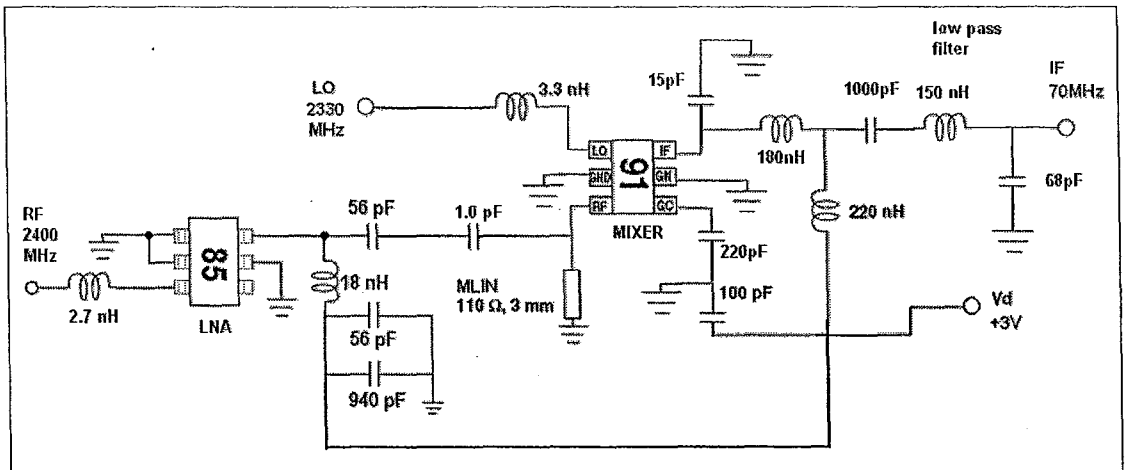 low pass
filter
IF
70MHz
LO
2330
MHz
3.3 nH
15pF
1000pF
150 nH
LO
IF
GND
GN
RF
GC
91
MIXER
180nH
68pF
220 nH
RF
2400
MHz
56 pF
1.0 pF
85
LNA
2.7 nH
18 nH
MLIN
110 Ω, 3 mm
220pF
100 pF
Vd
+3V
56 pF
940 pF